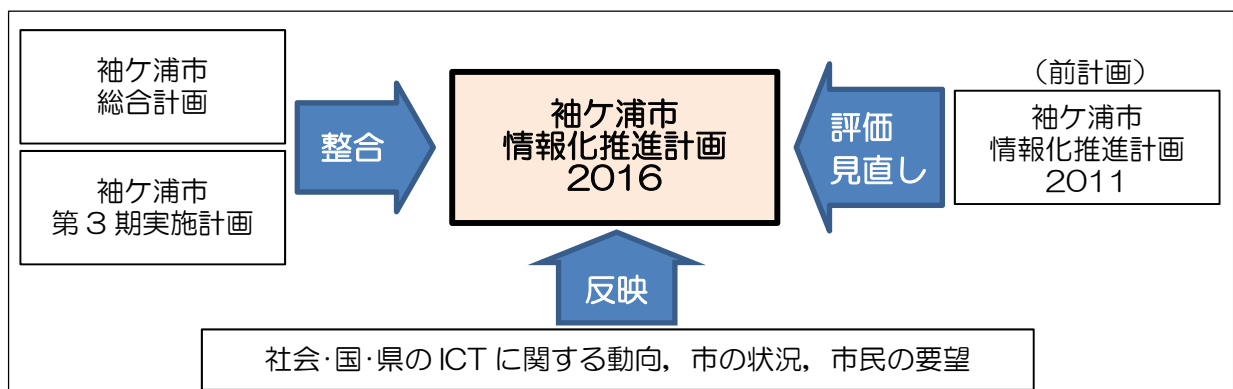 袖ケ浦市
総合計画
袖ケ浦市
第3期実施計画
整合
袖ケ浦市
情報化推進計画
2016
評価
見直し
（前計画）
袖ケ浦市
情報化推進計画
2011
反映
社会･国･県のICTに関する動向，市の状況，市民の要望